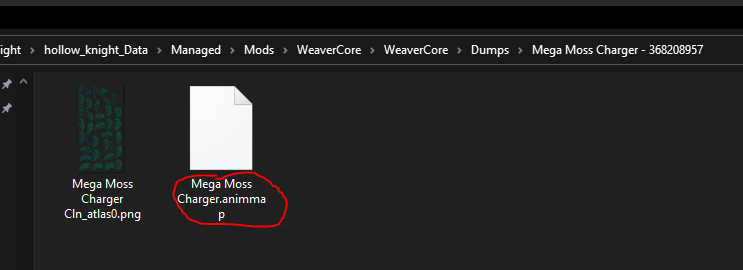 ight > hollow_knight_Data > Managed > Mods > WeaverCore > WeaverCore > Dumps > Mega Moss Charger - 368208957
Mega Moss
Charger
Cln_atlas0.png
Mega Moss
Charger.animma
p